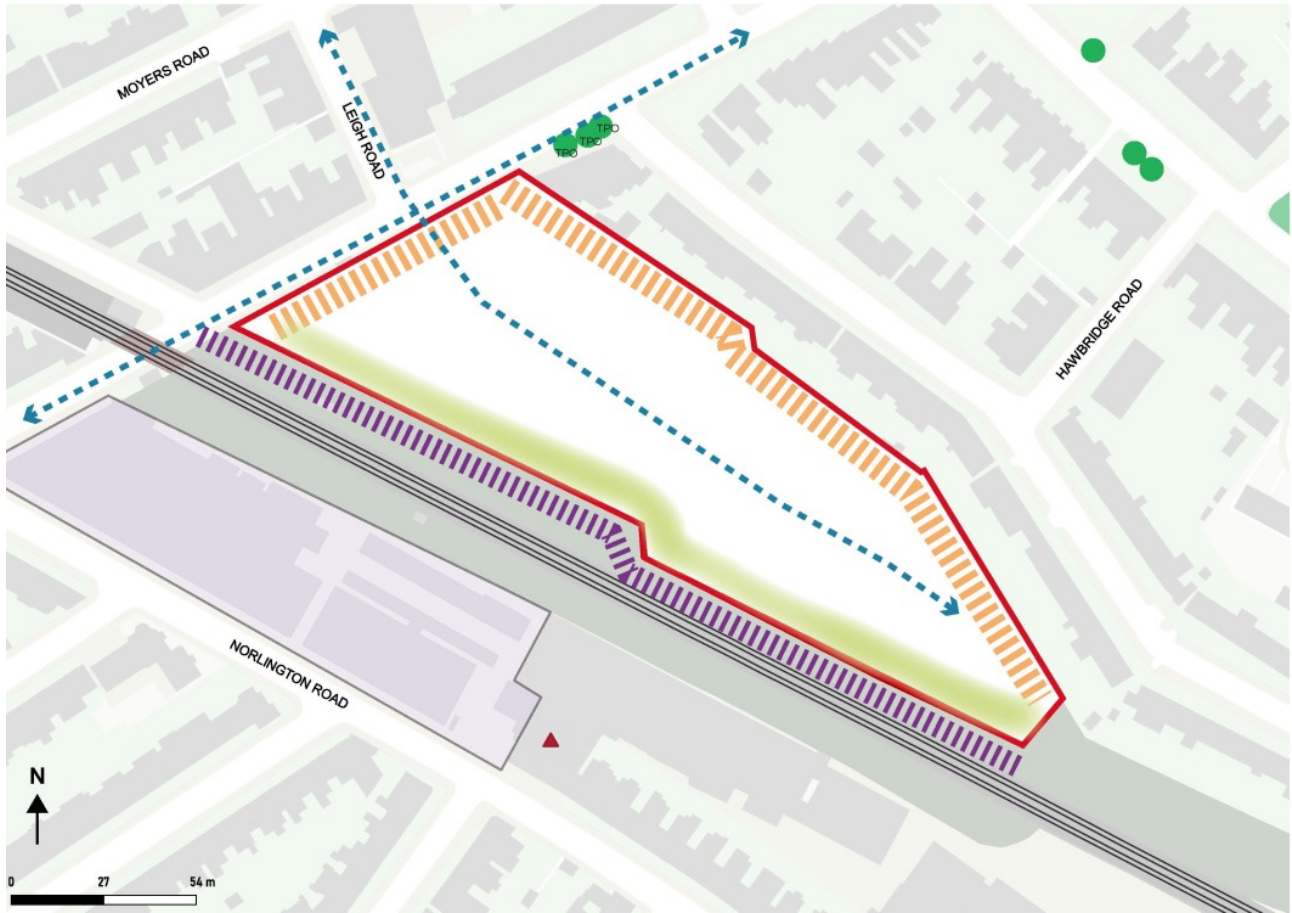 MOYERS ROAD
LEIGH ROAD
TPO
TPO
TPO
HAWBRIDGE ROAD
NORLINGTON ROAD
N
0 27 54 m